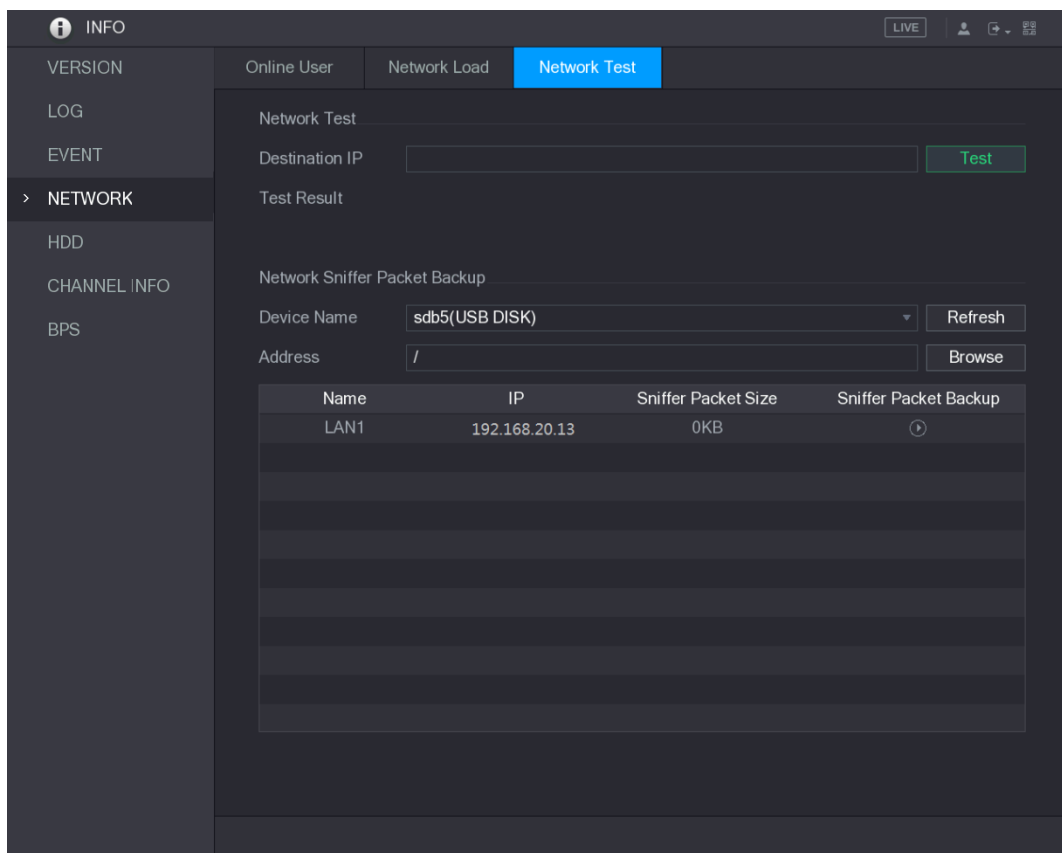 INFO
LIVE
VERSION
LOG
EVENT
NETWORK
HDD
CHANNEL INFO
BPS
Online User Network Load Network Test
Network Test
Destination IP Test
Test Result
Network Sniffer Packet Backup
Device Name sdb5(USB DISK) Refresh
Address / Browse
Name IP Sniffer Packet Size Sniffer Packet Backup
LAN1 192.168.20.13 0KB